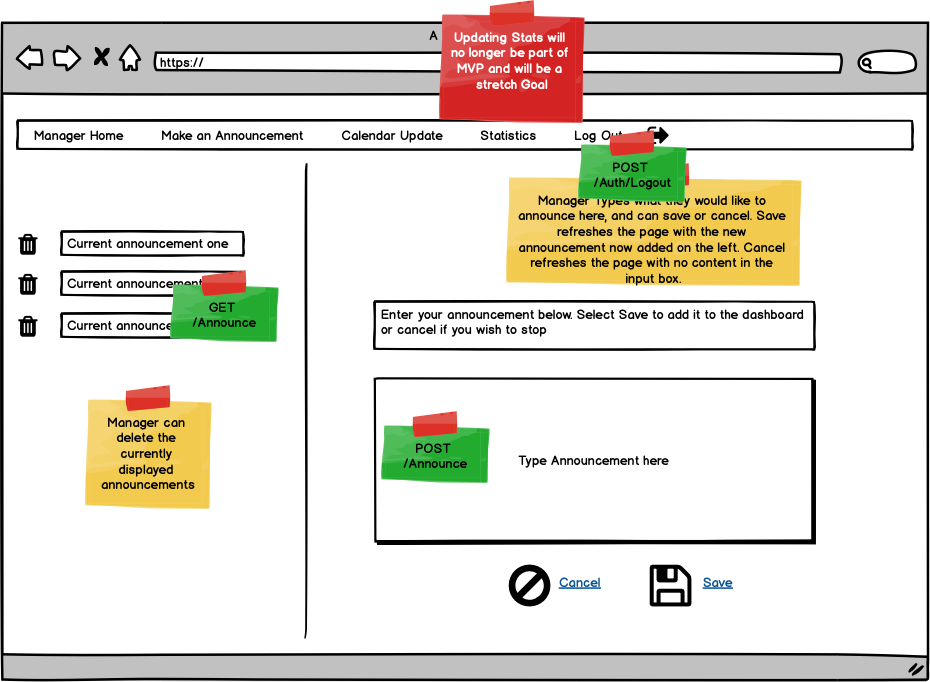 A
Updating Stats will
no longer be part of
MVP and will be a
stretch Goal
https://
Manager Home
Make an Announcement
Calendar Update
Statistics
Log Out
POST
/Auth/Logout
Manager Types what they would like to
announce here, and can save or cancel. Save
refreshes the page with the new
announcement now added on the left. Cancel
refreshes the page with no content in the
input box.
Current announcement one
Current announcement
Current
GET
/Announce
Manager can
delete the
currently
displayed
announcements
Enter your announcement below. Select Save to add it to the dashboard
or cancel if you wish to stop
POST
/Announce
Type Announcement here
Cancel
Save